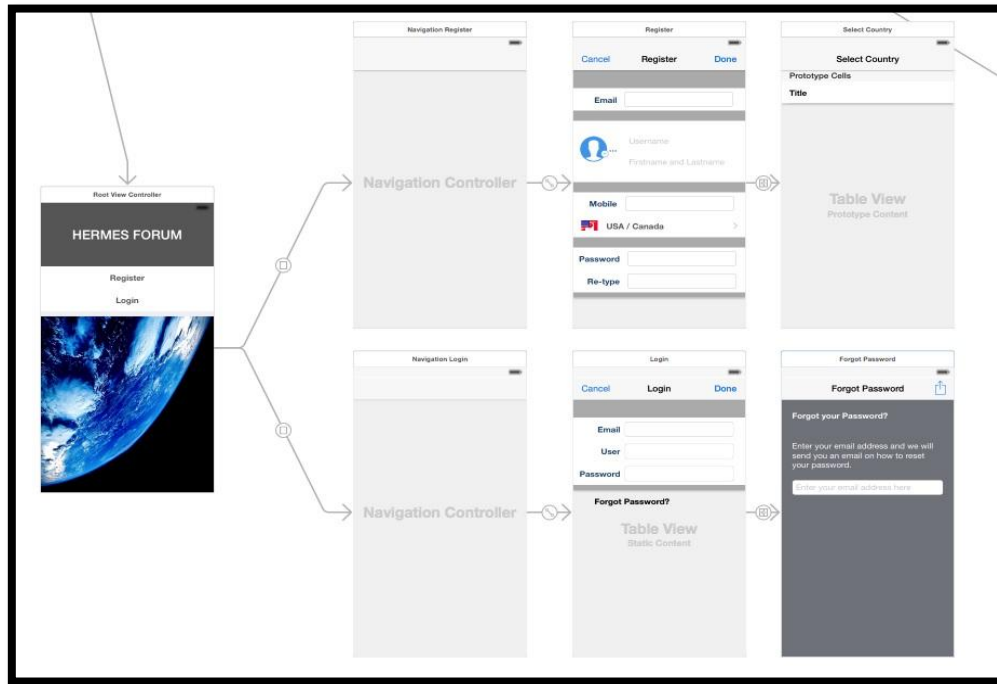 Navigation Register
Navigation Controller
Register
Cancel Register Done
Email
...
Username
Firstname and Lastname
Mobile
USA / Canada
Password
Re-type
Select Country
Select Country
Prototype Cells
Title
Table View
Prototype Content
Root View Controller
HERMES FORUM
Register
Login
Navigation Login
Navigation Controller
Login
Cancel Login Done
Email
User
Password
Forgot Password?
Table View
Static Content
Forgot Password
Forgot Password
Forgot your Password?
Enter your email address and we will
send you an email on how to reset
your password.
Enter your email address here